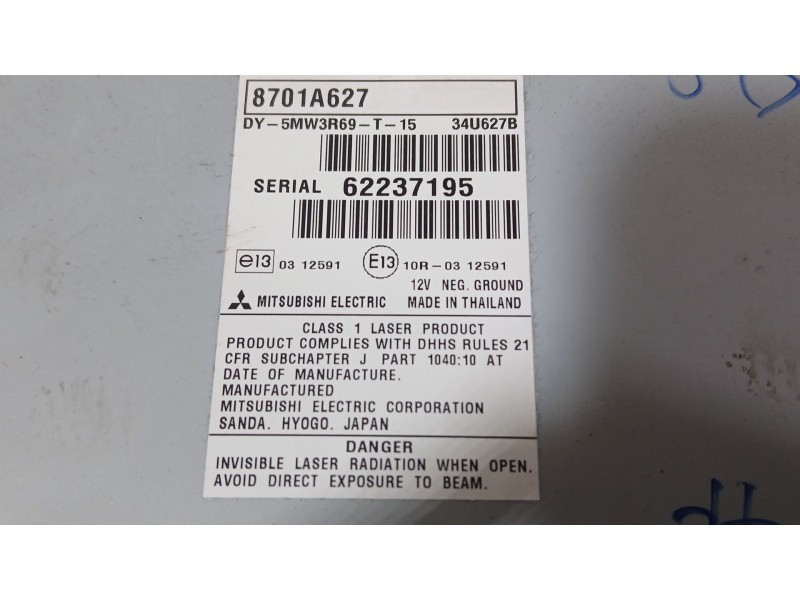 8701A627
DY-5MW3R69-T-15 34U627B
SERIAL 62237195
e13 03 12591 E13 10R-03 12591
12V NEG. GROUND
MITSUBISHI ELECTRIC MADE IN THAILAND
CLASS 1 LASER PRODUCT
PRODUCT COMPLIES WITH DHHS RULES 21
CFR SUBCHAPTER J PART 1040:10 AT
DATE OF MANUFACTURE.
MANUFACTURED
MITSUBISHI ELECTRIC CORPORATION
SANDA. HYOGO. JAPAN
DANGER
INVISIBLE LASER RADIATION WHEN OPEN.
AVOID DIRECT EXPOSURE TO BEAM.